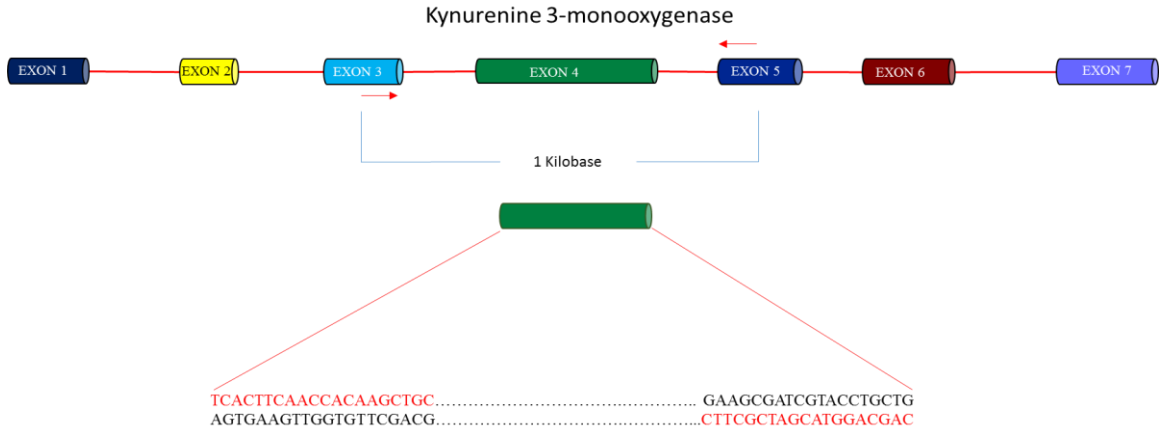 Kynurenine 3-monooxygenase
EXON 1 EXON 2 EXON 3 EXON 4 EXON 5 EXON 6 EXON 7
1 Kilobase
TCACTTCAACCACAAGCTGC…………………………….…………….. GAAGCGATCGTACCTGCTG
AGTGAAGTTGGTGTTCGACG…………………………….…………...CTTCGCTAGCATGGACGAC